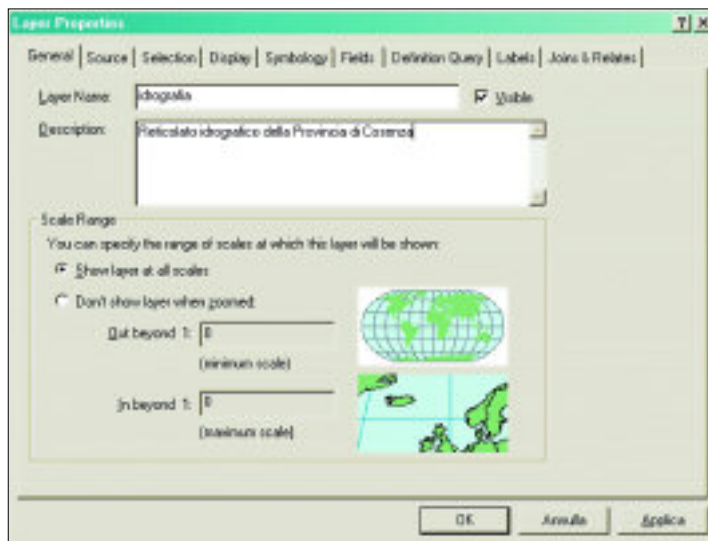 Layer Properties
General Source Selection Display Symbology Fields Definition Query Labels Joins & Relates
Layer Name: idrografia Visible
Description: Reticolato idrografico della Provincia di Cosenza
Scale Range
You can specify the range of scales at which this layer will be shown:
Show layer at all scales
Don't show layer when zoomed:
Out beyond 1: 0
(minimum scale)
In beyond 1: 0
(maximum scale)
OK Annulla Applica